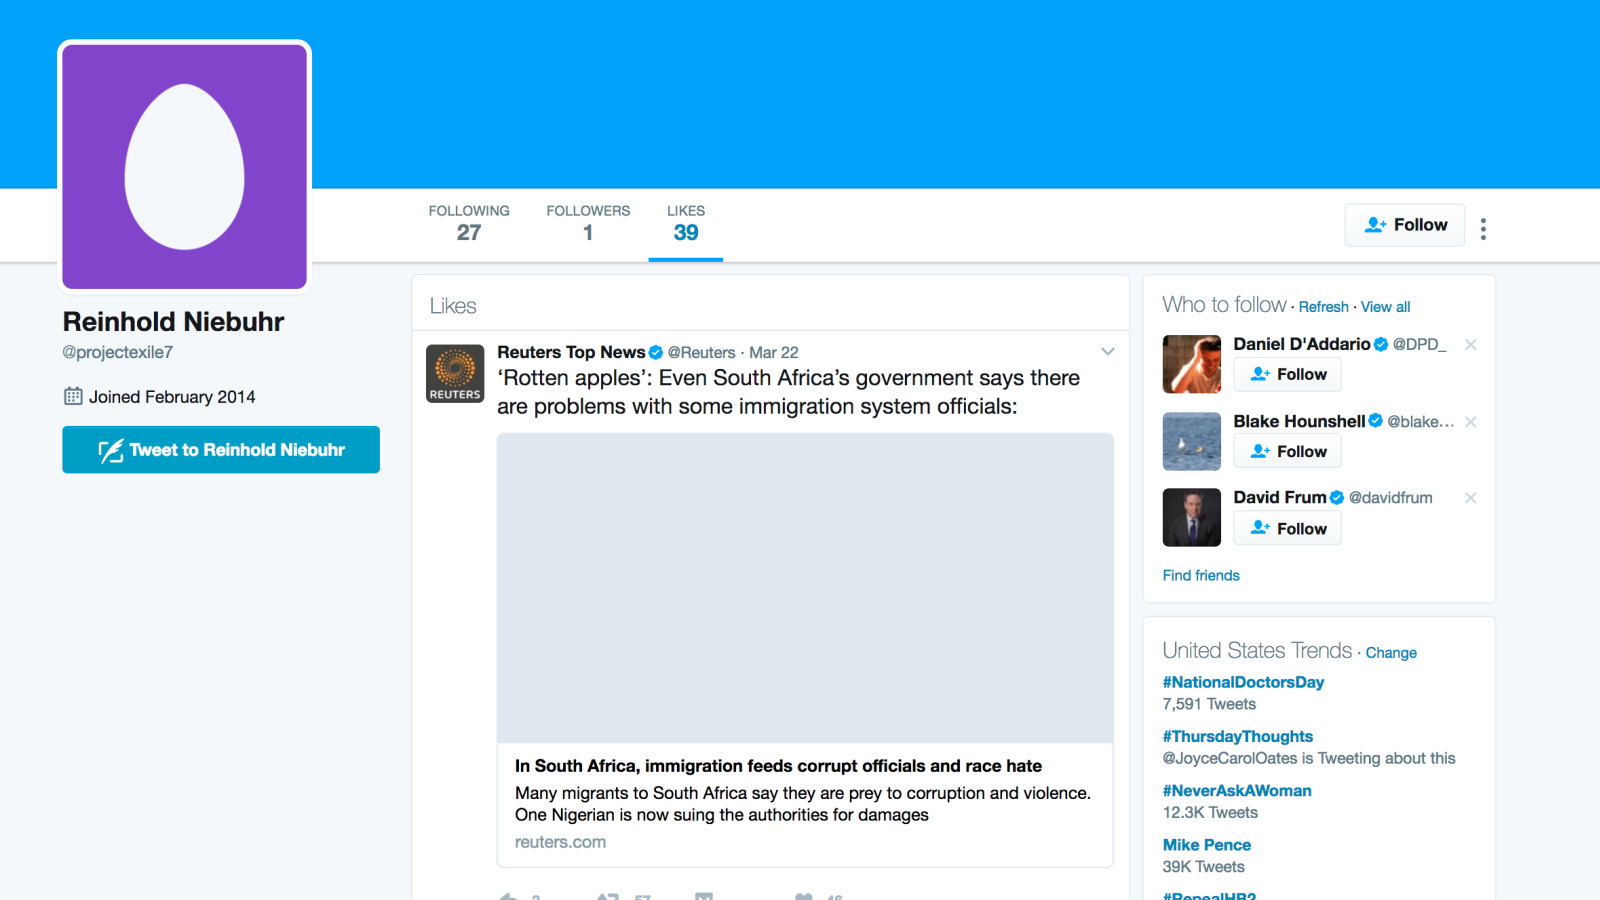 FOLLOWING
27
FOLLOWERS
1
LIKES
39
Follow
Reinhold Niebuhr
@projectexile7
Joined February 2014
Tweet to Reinhold Niebuhr
Likes
REUTERS
Reuters Top News @Reuters · Mar 22
‘Rotten apples’: Even South Africa’s government says there
are problems with some immigration system officials:
In South Africa, immigration feeds corrupt officials and race hate
Many migrants to South Africa say they are prey to corruption and violence.
One Nigerian is now suing the authorities for damages
reuters.com
Who to follow · Refresh · View all
Daniel D'Addario @DPD_
Follow
Blake Hounshell @blake...
Follow
David Frum @davidfrum
Follow
Find friends
United States Trends · Change
#NationalDoctorsDay
7,591 Tweets
#ThursdayThoughts
@JoyceCarolOates is Tweeting about this
#NeverAskAWoman
12.3K Tweets
Mike Pence
39K Tweets
#RepealHB2